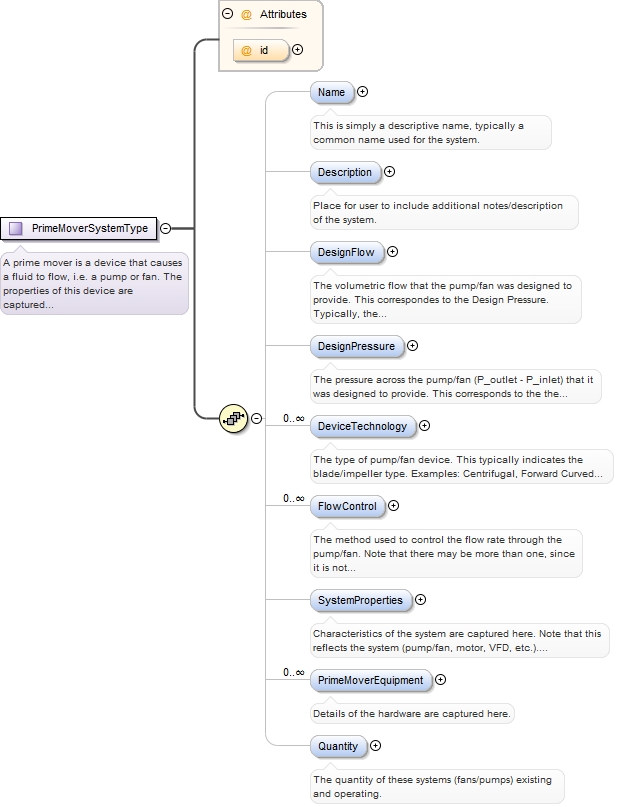 @ Attributes
@ id
Name
This is simply a descriptive name, typically a
common name used for the system.
Description
Place for user to include additional notes/description
of the system.
PrimeMoverSystemType
A prime mover is a device that causes
a fluid to flow, i.e. a pump or fan. The
properties of this device are
captured...
DesignFlow
The volumetric flow that the pump/fan was designed to
provide. This correspondes to the Design Pressure.
Typically, the...
DesignPressure
The pressure across the pump/fan (P_outlet - P_inlet) that it
was designed to provide. This corresponds to the the...
0..∞
DeviceTechnology
The type of pump/fan device. This typically indicates the
blade/impeller type. Examples: Centrifugal, Forward Curved...
0..∞
FlowControl
The method used to control the flow rate through the
pump/fan. Note that there may be more than one, since
it is not...
SystemProperties
Characteristics of the system are captured here. Note that this
reflects the system (pump/fan, motor, VFD, etc.)....
0..∞
PrimeMoverEquipment
Details of the hardware are captured here.
Quantity
The quantity of these systems (fans/pumps) existing
and operating.